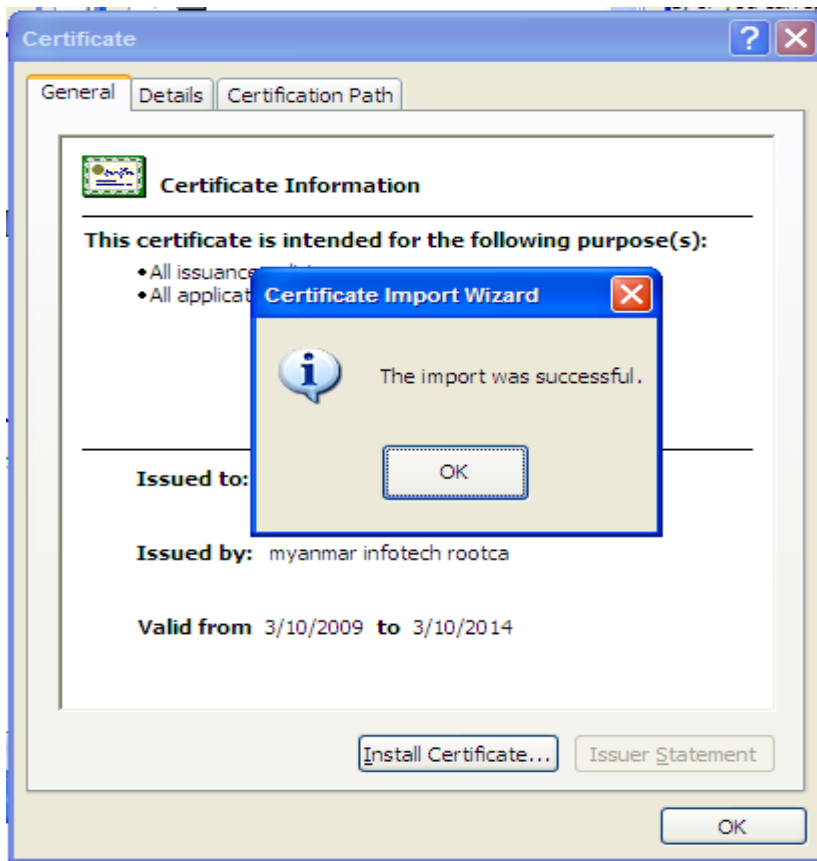 Certificate
General Details Certification Path
Certificate Information
This certificate is intended for the following purpose(s):
•All issuance
•All applicat
Certificate Import Wizard
The import was successful.
OK
Issued to:
Issued by: myanmar infotech rootca
Valid from 3/10/2009 to 3/10/2014
Install Certificate... Issuer Statement
OK